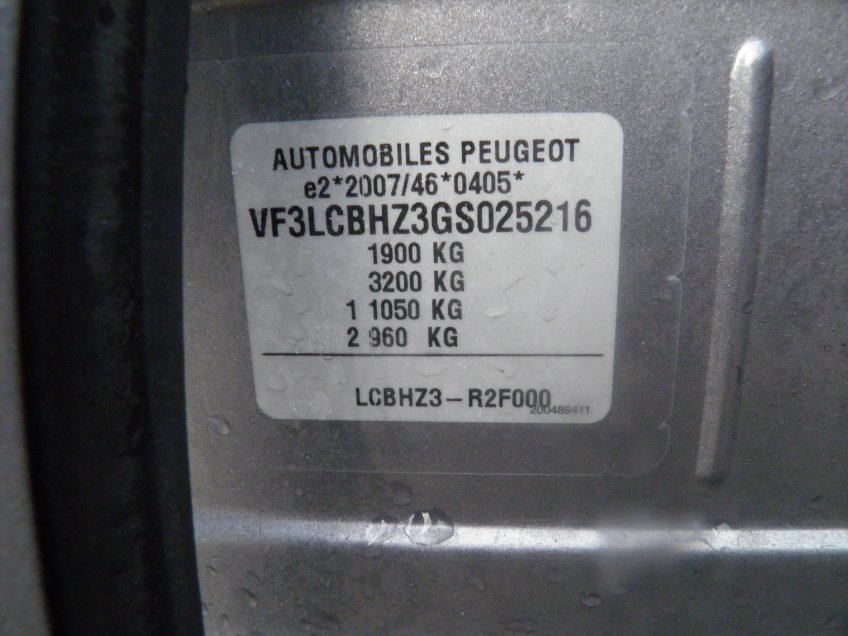 AUTOMOBILES PEUGEOT
e2*2007/46*0405*
VF3LCBHZ3GS025216
1900 KG
3200 KG
1 1050 KG
2 960 KG
LCBHZ3-R2F000
200489411